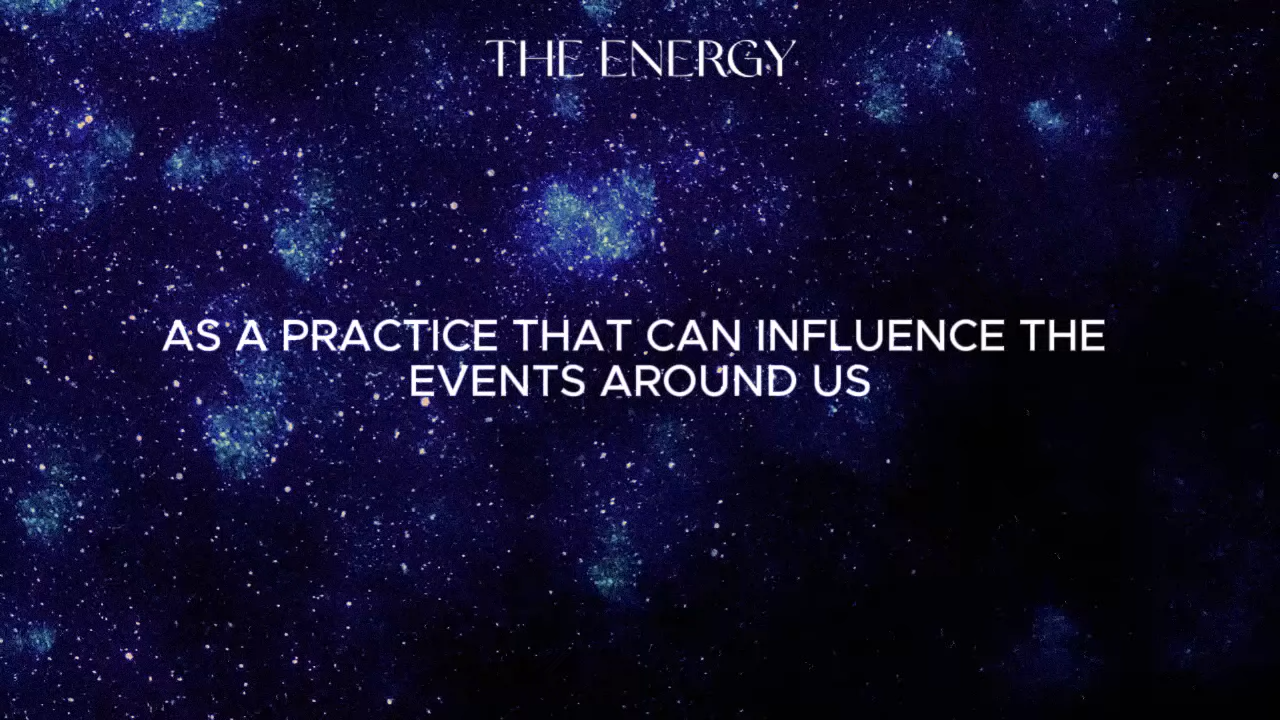 THE ENERGY
AS A PRACTICE THAT CAN INFLUENCE THE
EVENTS AROUND US